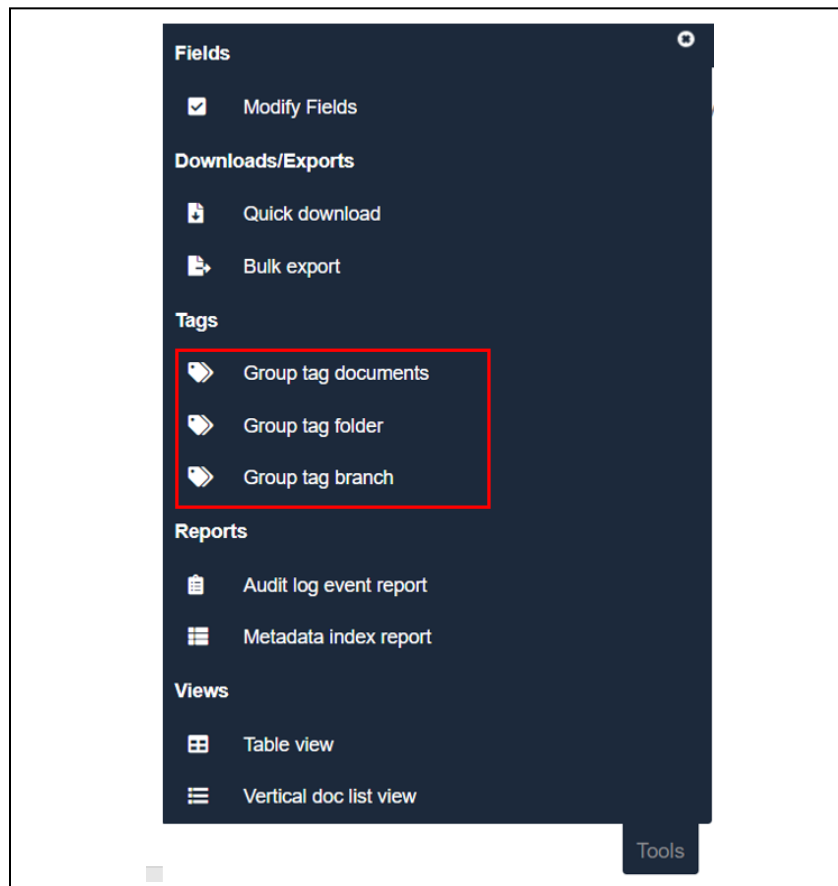 Fields
Modify Fields
Downloads/Exports
Quick download
Bulk export
Tags
Group tag documents
Group tag folder
Group tag branch
Reports
Audit log event report
Metadata index report
Views
Table view
Vertical doc list view
Tools